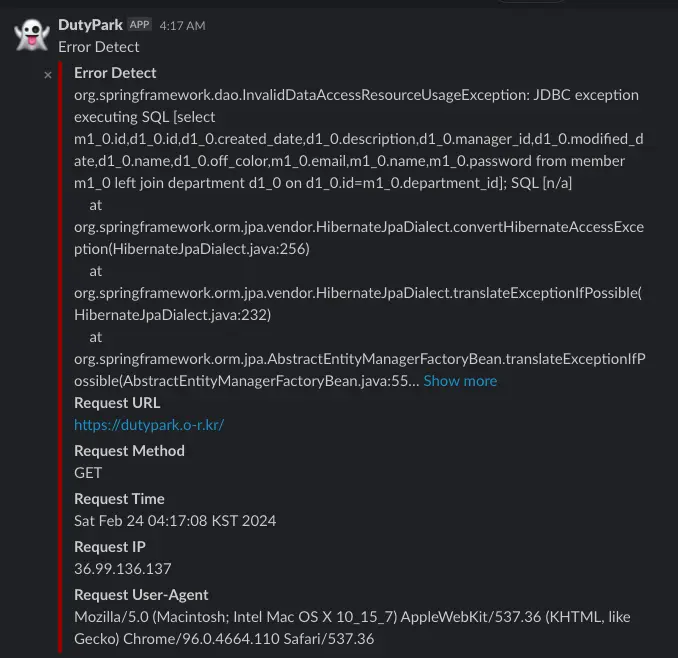 DutyPark APP 4:17 AM
Error Detect
× Error Detect
org.springframework.dao.InvalidDataAccessResourceUsageException: JDBC exception
executing SQL [select
m1_0.id,d1_0.id,d1_0.created_date,d1_0.description,d1_0.manager_id,d1_0.modified_d
ate,d1_0.name,d1_0.off_color,m1_0.email,m1_0.name,m1_0.password from member
m1_0 left join department d1_0 on d1_0.id=m1_0.department_id]; SQL [n/a]
at
org.springframework.orm.jpa.vendor.HibernateJpaDialect.convertHibernateAccessExce
ption(HibernateJpaDialect.java:256)
at
org.springframework.orm.jpa.vendor.HibernateJpaDialect.translateExceptionIfPossible(
HibernateJpaDialect.java:232)
at
org.springframework.orm.jpa.AbstractEntityManagerFactoryBean.translateExceptionIfP
ossible(AbstractEntityManagerFactoryBean.java:55... Show more
Request URL
https://dutypark.o-r.kr/
Request Method
GET
Request Time
Sat Feb 24 04:17:08 KST 2024
Request IP
36.99.136.137
Request User-Agent
Mozilla/5.0 (Macintosh; Intel Mac OS X 10_15_7) AppleWebKit/537.36 (KHTML, like
Gecko) Chrome/96.0.4664.110 Safari/537.36